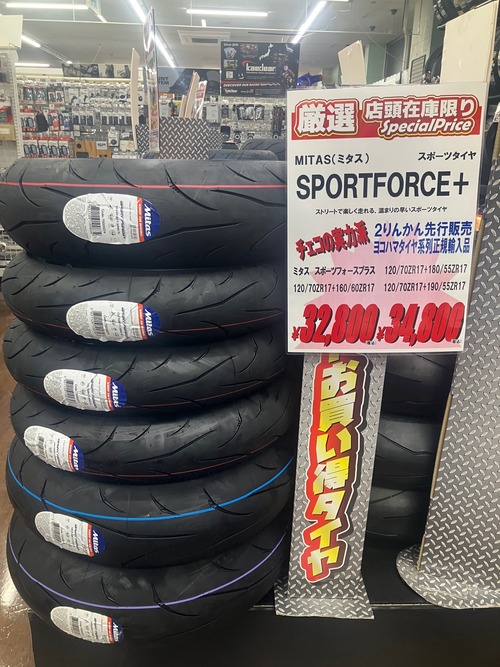 kaedear
厳選 店頭在庫限り
SpecialPrice
MITAS(ミタス) スポーツタイヤ
SPORTFORCE+
ストリートで楽しく走れる、温まりの早いスポーツタイヤ
チェコの実力派 2りんかん先行販売
ヨコハマタイヤ系列正規輸入品
ミタス スポーツフォースプラス 120/70ZR17+180/55ZR17
120/70ZR17+160/60ZR17 120/70ZR17+190/55ZR17
¥32,800 ¥34,800
お買い得タイヤ
Mitas
Mitas
Mitas
Mitas
Mitas
Mitas